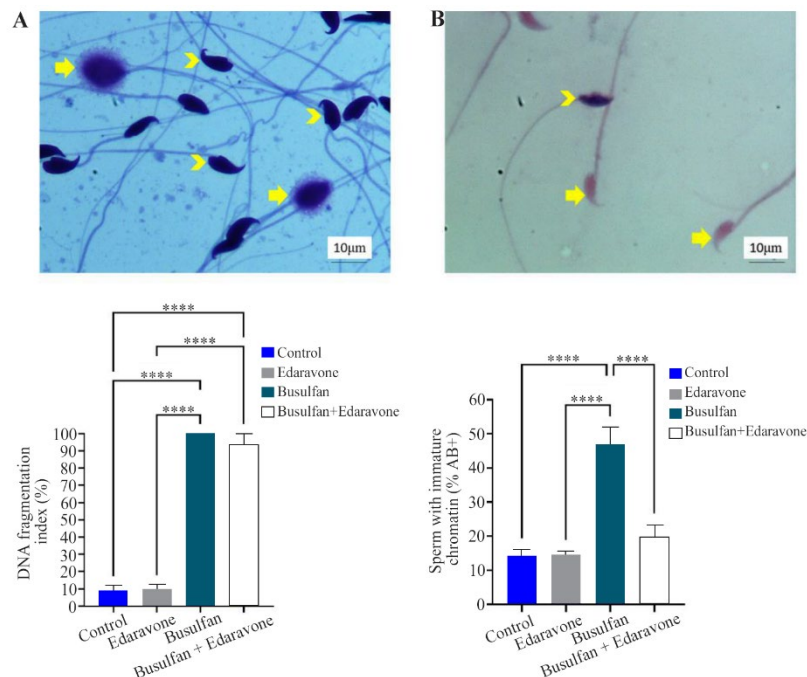 A
10μm
B
10μm
****
****
****
****
Control
Edaravone
Busulfan
Busulfan+Edaravone
DNA fragmentation
index (%)
100
90
80
70
60
50
40
30
20
10
0
Control
Edaravone
Busulfan
Busulfan + Edaravone
****
****
****
Control
Edaravone
Busulfan
Busulfan+Edaravone
Sperm with immature
chromatin (% AB+)
60
50
40
30
20
10
0
Control
Edaravone
Busulfan
Busulfan + Edaravone